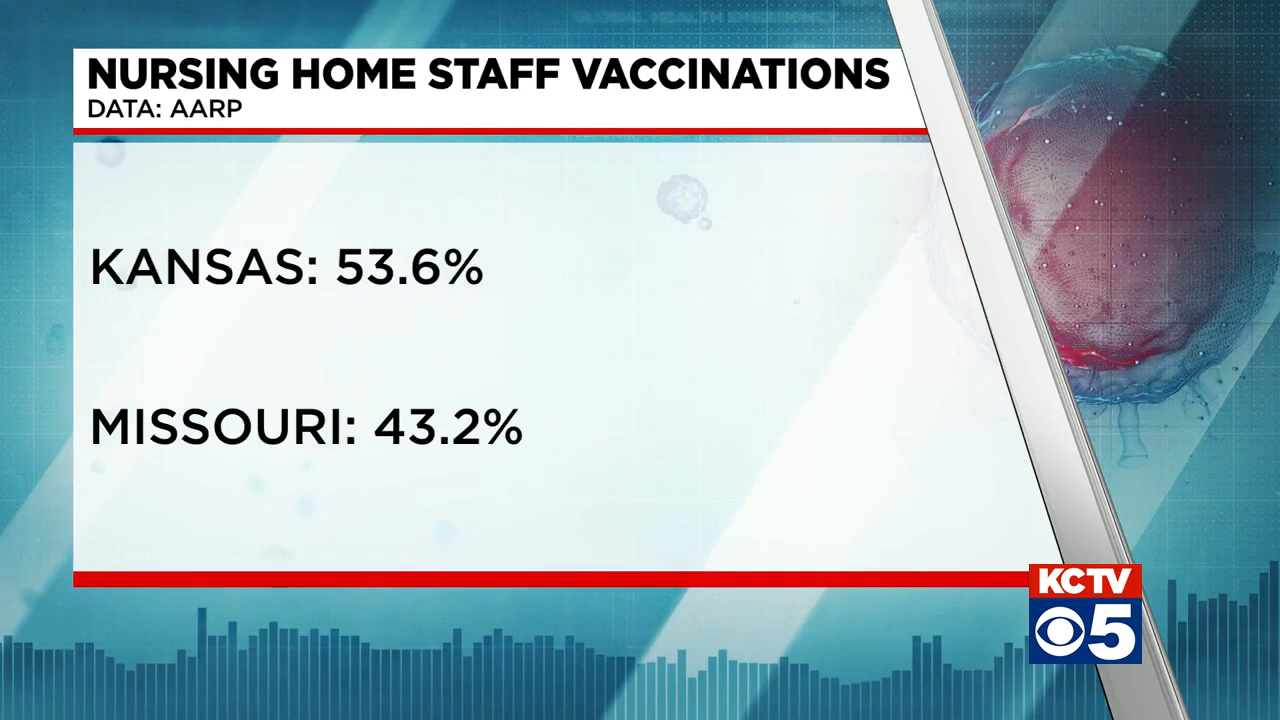 NURSING HOME STAFF VACCINATIONS
DATA: AARP
KANSAS: 53.6%
MISSOURI: 43.2%
KCTV
5